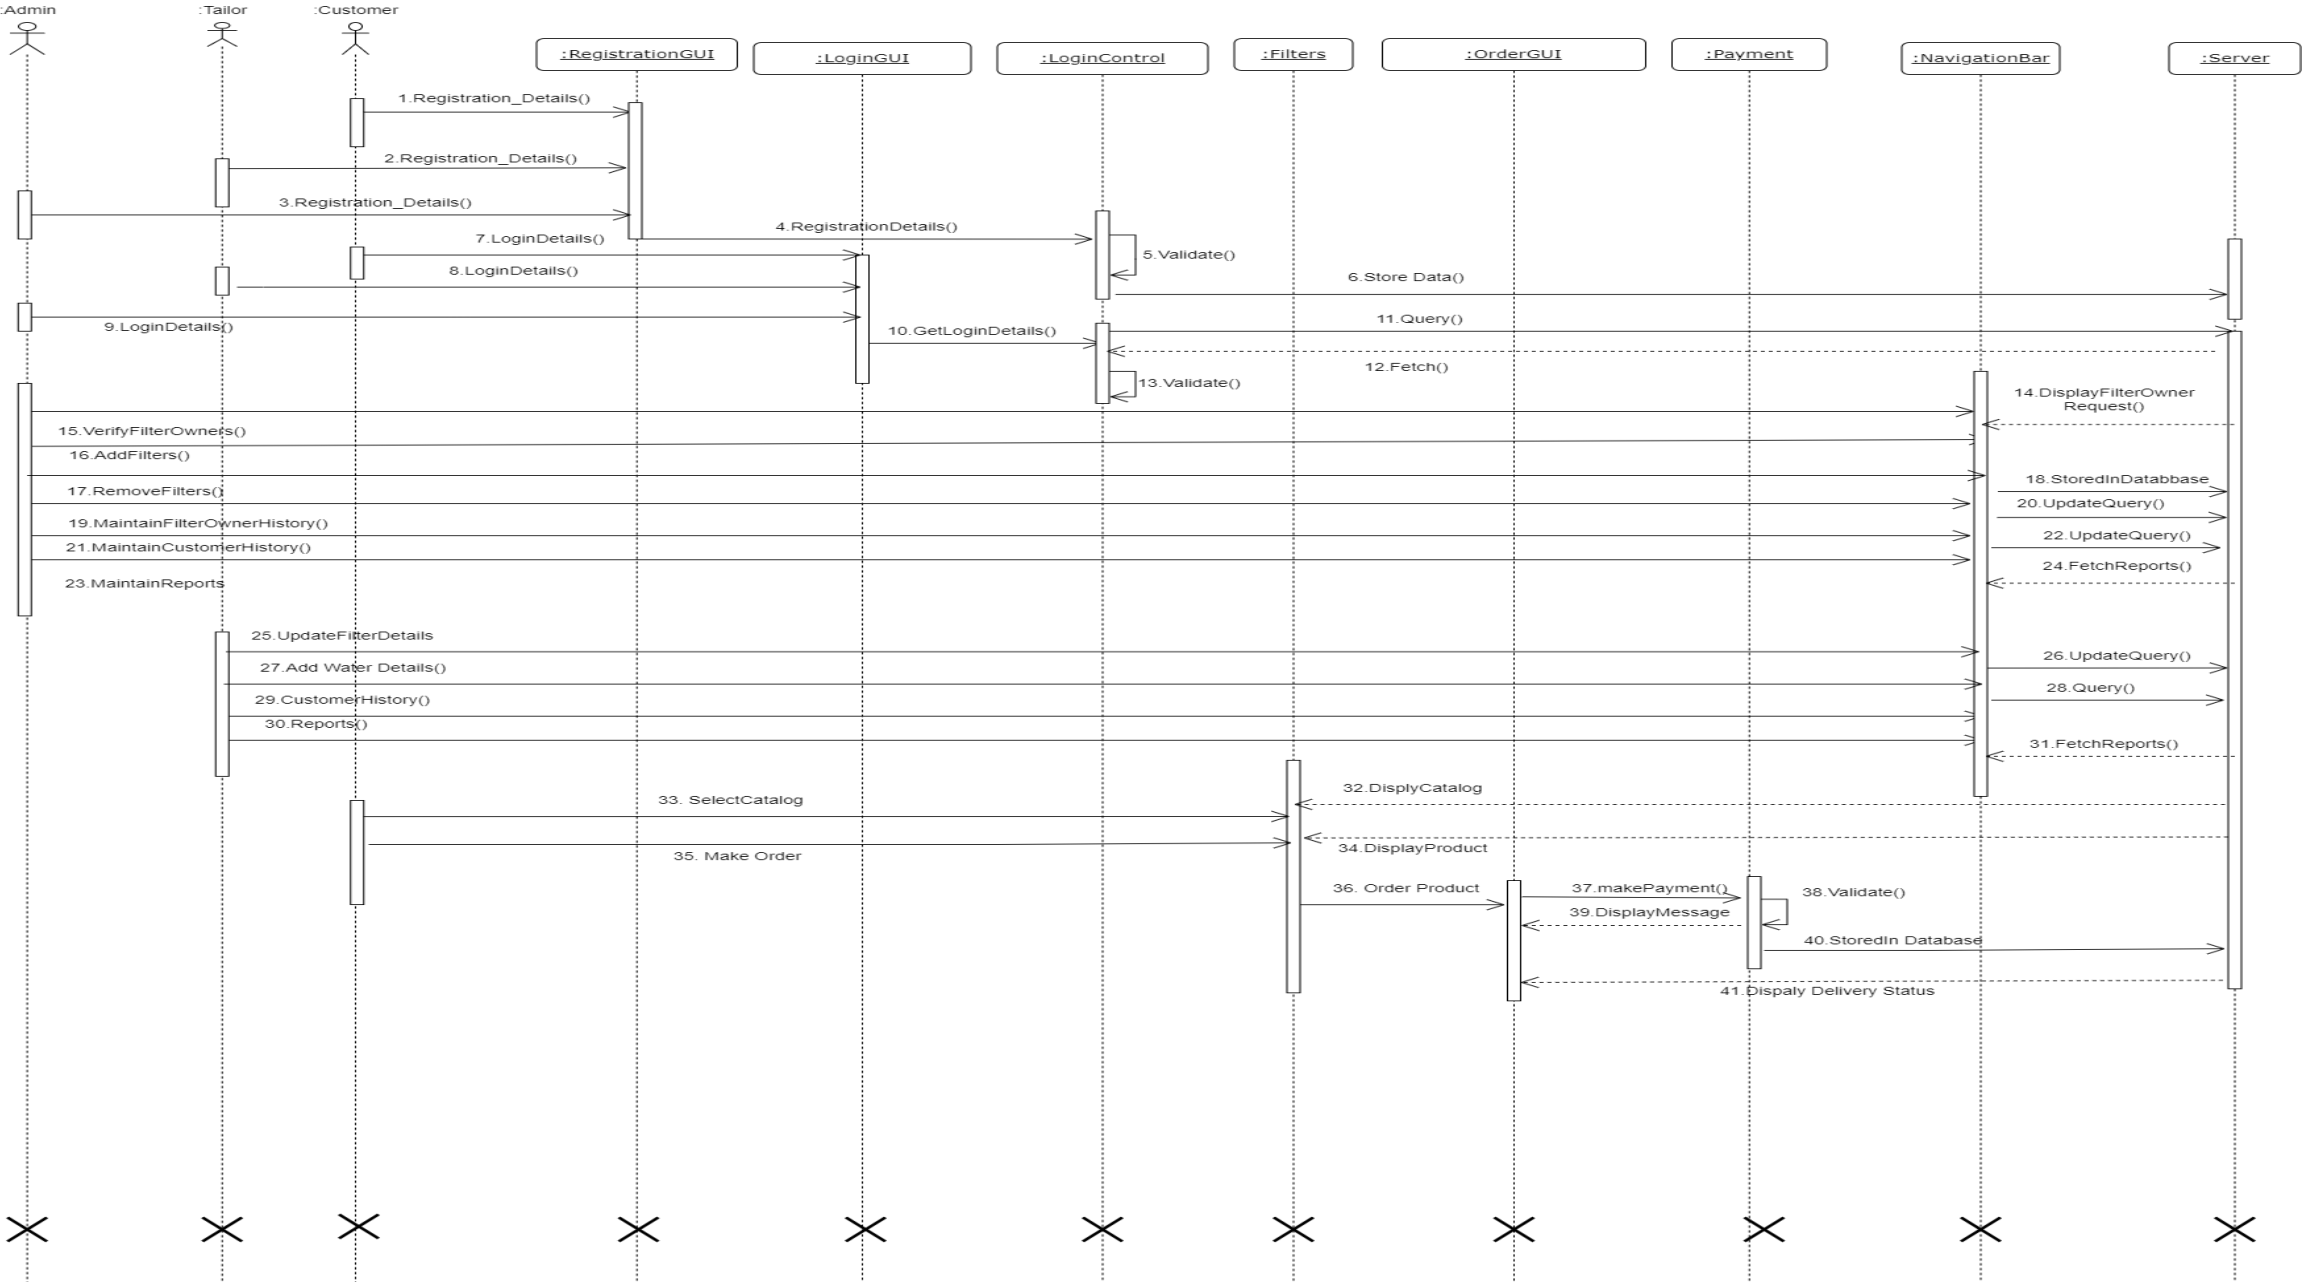 :Admin
:Tailor
:Customer
:RegistrationGUI
:LoginGUI
:LoginControl
:Filters
:OrderGUI
:Payment
:NavigationBar
:Server
1.Registration_Details()
2.Registration_Details()
3.Registration_Details()
4.RegistrationDetails()
7.LoginDetails()
5.Validate()
8.LoginDetails()
6.Store Data()
9.LoginDetails()
11.Query()
10.GetLoginDetails()
12.Fetch()
13.Validate()
14.DisplayFilterOwner
Request()
15.VerifyFilterOwners()
16.AddFilters()
18.StoredInDatabbase
17.RemoveFilters()
20.UpdateQuery()
19.MaintainFilterOwnerHistory()
22.UpdateQuery()
21.MaintainCustomerHistory()
24.FetchReports()
23.MaintainReports
25.UpdateFilterDetails
26.UpdateQuery()
27.Add Water Details()
28.Query()
29.CustomerHistory()
30.Reports()
31.FetchReports()
32.DisplyCatalog
33. SelectCatalog
34.DisplayProduct
35. Make Order
36. Order Product
37.makePayment()
38.Validate()
39.DisplayMessage
40.StoredIn Database
41.Dispaly Delivery Status